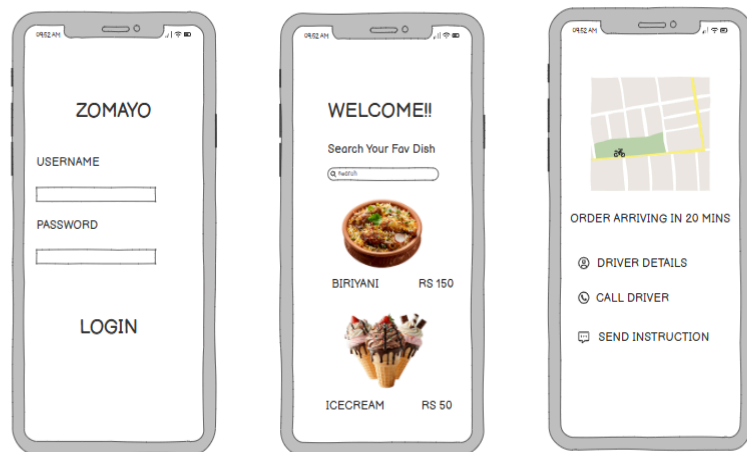 09:52 AM
ZOMAYO
USERNAME
PASSWORD
LOGIN
09:52 AM
WELCOME!!
Search Your Fav Dish
search
BIRIYANI RS 150
ICECREAM RS 50
09:52 AM
ORDER ARRIVING IN 20 MINS
DRIVER DETAILS
CALL DRIVER
SEND INSTRUCTION